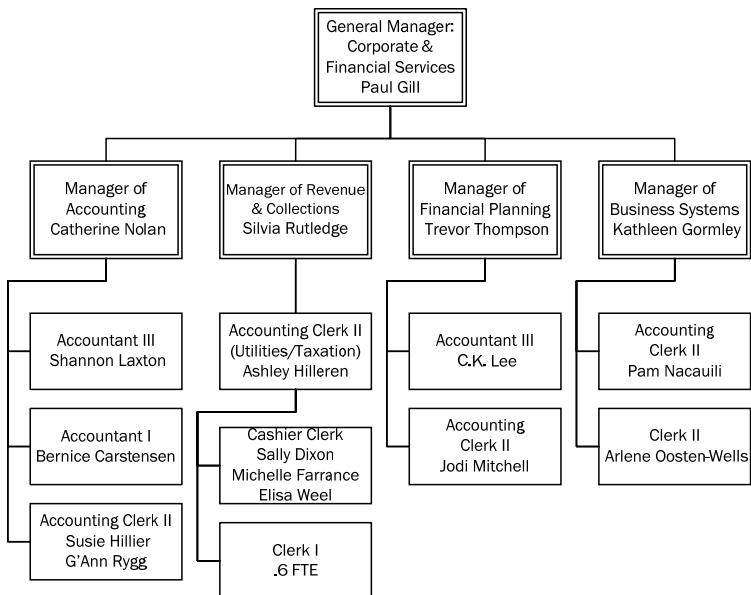 General Manager:
Corporate &
Financial Services
Paul Gill
Manager of
Accounting
Catherine Nolan
Manager of Revenue
& Collections
Silvia Rutledge
Manager of
Financial Planning
Trevor Thompson
Manager of
Business Systems
Kathleen Gormley
Accountant III
Shannon Laxton
Accountant I
Bernice Carstensen
Accounting Clerk II
Susie Hillier
G'Ann Rygg
Accounting Clerk II
(Utilities/Taxation)
Ashley Hilleren
Cashier Clerk
Sally Dixon
Michelle Farrance
Elisa Weel
Clerk I
.6 FTE
Accountant III
C.K. Lee
Accounting
Clerk II
Jodi Mitchell
Accounting
Clerk II
Pam Nacauili
Clerk II
Arlene Oosten-Wells